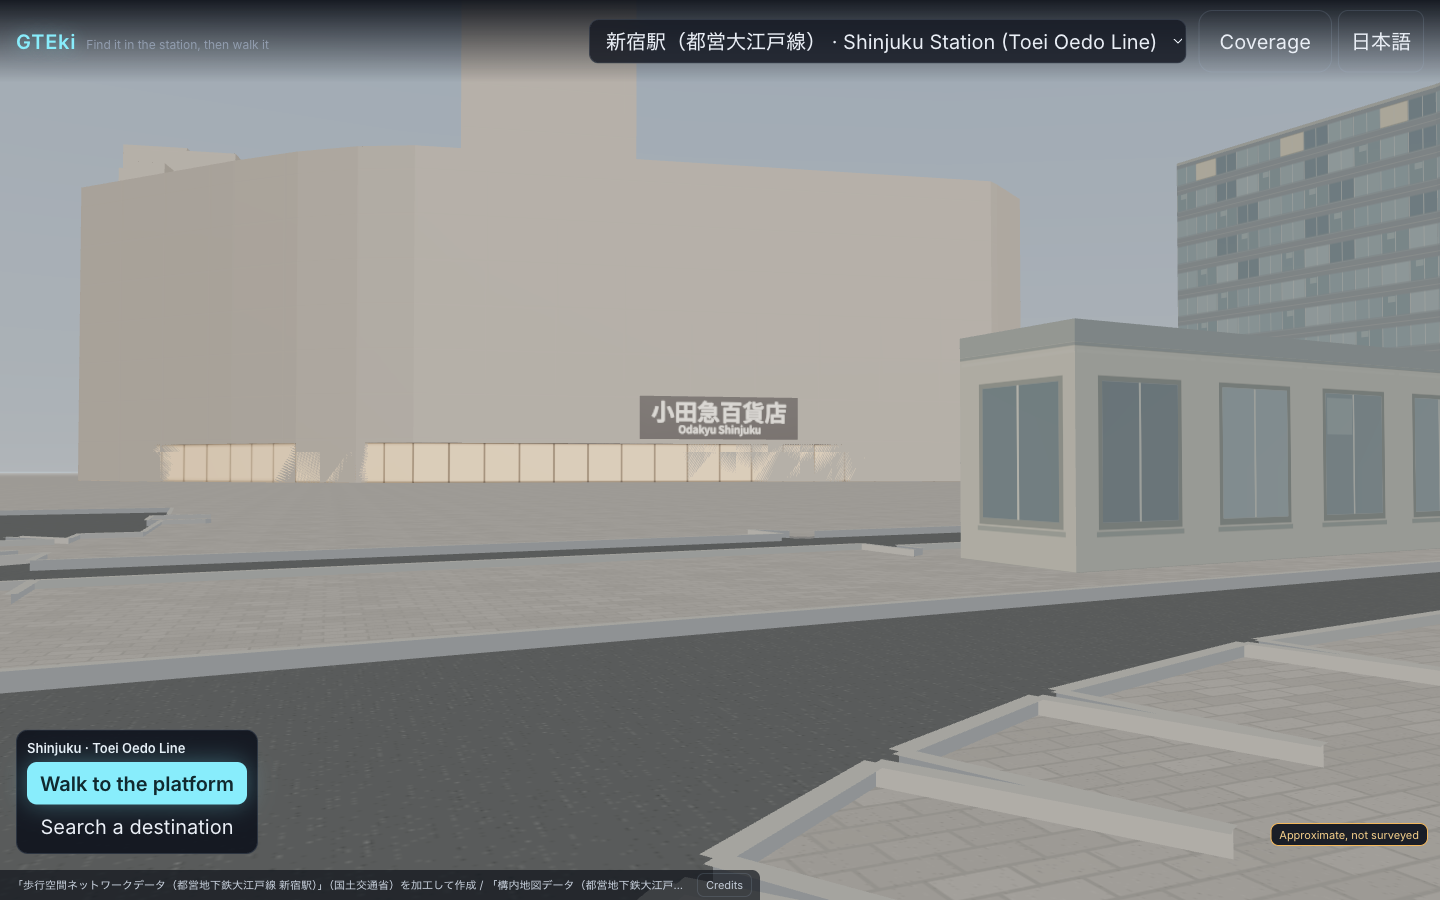 GTEki Find it in the station, then walk it
新宿駅（都営大江戸線） · Shinjuku Station (Toei Oedo Line)
Coverage
日本語
小田急百貨店
Odakyu Shinjuku
Shinjuku · Toei Oedo Line
Walk to the platform
Search a destination
Approximate, not surveyed
「歩行空間ネットワークデータ（都営地下鉄大江戸線 新宿駅）」（国土交通省）を加工して作成 / 「構内地図データ（都営地下鉄大江戸...
Credits